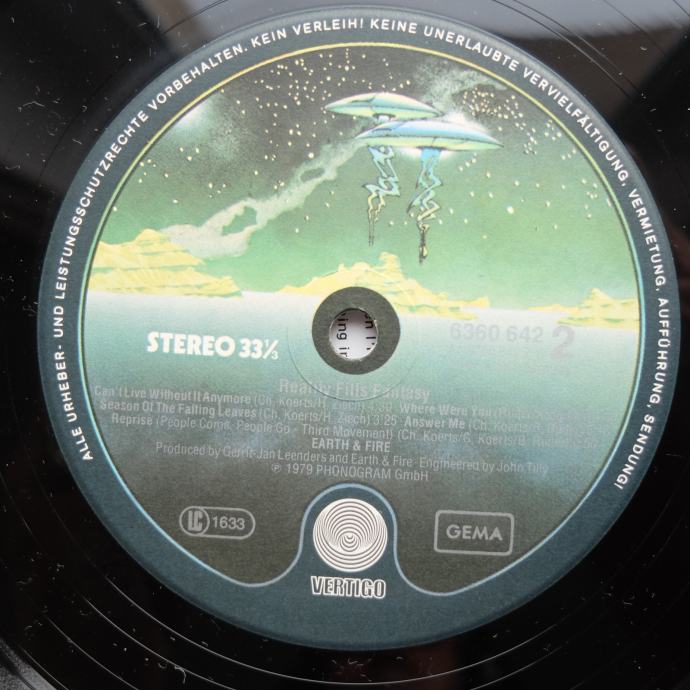 ALLE URHEBER- UND LEISTUNGSSCHUTZRECHTE VORBEHALTEN. KEIN VERLEIH! KEINE UNERLAUBTE VERVIELFÄLTIGUNG, VERMIETUNG, AUFFÜHRUNG, SENDUNG!
STEREO 33⅓
6360 642 2
Reality Fills Fantasy
Can't Live Without It Anymore (Ch. Koerts/H. Ziech) 4:30 · Where Were You
Season Of The Falling Leaves (Ch. Koerts/H. Ziech) 3:25 · Answer Me (Ch. Koerts/
Reprise (People Come, People Go - Third Movement) (Ch. Koerts/G. Koerts/B.
EARTH & FIRE
Produced by Gerrit-Jan Leenders and Earth & Fire · Engineered by John Tilly
℗ 1979 PHONOGRAM GmbH
LC 1633
GEMA
VERTIGO